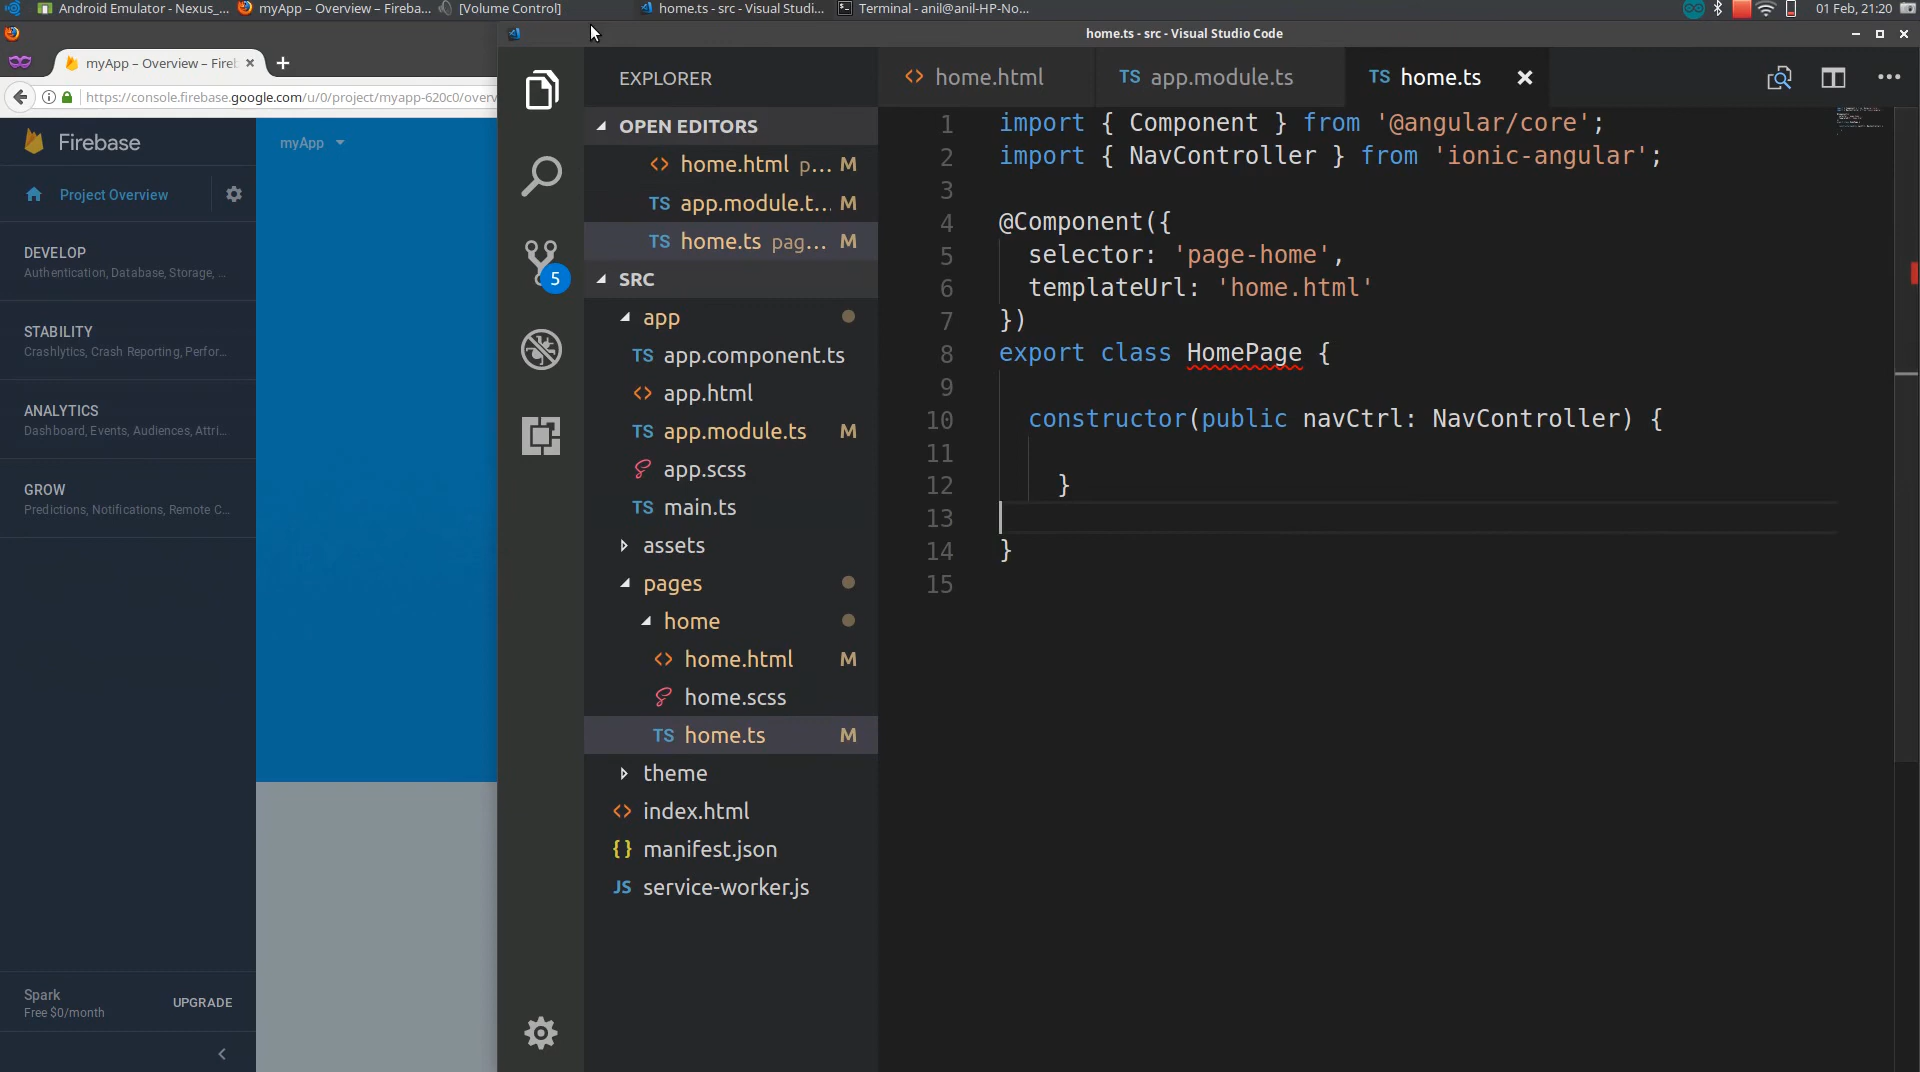 Android Emulator - Nexus_...
myApp – Overview – Fireba...
[Volume Control]
home.ts - src - Visual Studi...
Terminal - anil@anil-HP-No...
01 Feb, 21:20
home.ts - src - Visual Studio Code
myApp – Overview – Fireb
https://console.firebase.google.com/u/0/project/myapp-620c0/overv
Firebase
myApp
Project Overview
DEVELOP
Authentication, Database, Storage, ...
STABILITY
Crashlytics, Crash Reporting, Perfor...
ANALYTICS
Dashboard, Events, Audiences, Attri...
GROW
Predictions, Notifications, Remote C...
Spark
Free $0/month
UPGRADE
5
EXPLORER
OPEN EDITORS
<> home.html p... M
TS app.module.t... M
TS home.ts pag... M
SRC
app
TS app.component.ts
<> app.html
TS app.module.ts M
app.scss
TS main.ts
assets
pages
home
<> home.html M
home.scss
TS home.ts M
theme
<> index.html
{} manifest.json
JS service-worker.js
<> home.html
TS app.module.ts
TS home.ts
1 import { Component } from '@angular/core';
2 import { NavController } from 'ionic-angular';
3
4 @Component({
5 selector: 'page-home',
6 templateUrl: 'home.html'
7 })
8 export class HomePage {
9
10 constructor(public navCtrl: NavController) {
11
12 }
13
14 }
15